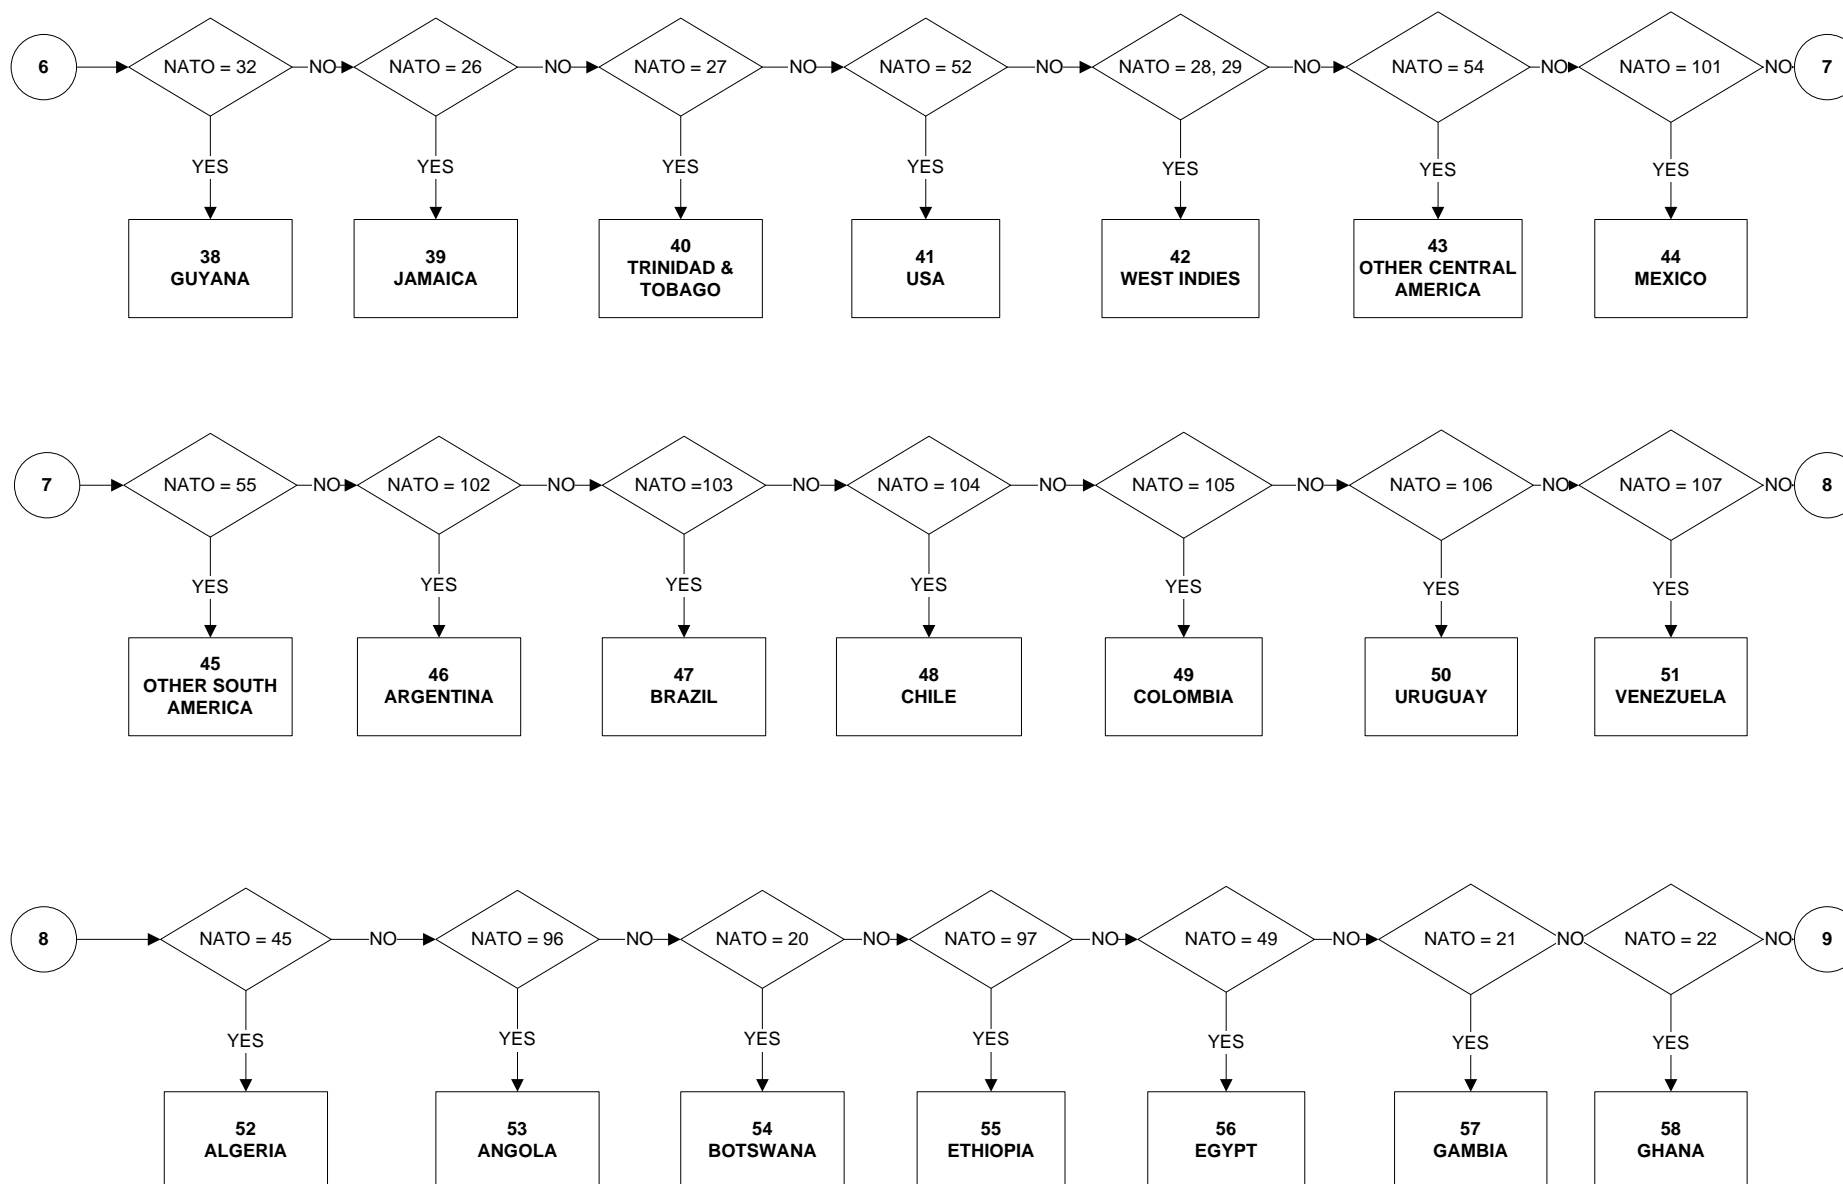 6
NATO = 32
NO
NATO = 26
NO
NATO = 27
NO
NATO = 52
NO
NATO = 28, 29
NO
NATO = 54
NO
NATO = 101
NO
7
YES
YES
YES
YES
YES
YES
YES
38
GUYANA
39
JAMAICA
40
TRINIDAD &
TOBAGO
41
USA
42
WEST INDIES
43
OTHER CENTRAL
AMERICA
44
MEXICO
7
NATO = 55
NO
NATO = 102
NO
NATO =103
NO
NATO = 104
NO
NATO = 105
NO
NATO = 106
NO
NATO = 107
NO
8
YES
YES
YES
YES
YES
YES
YES
45
OTHER SOUTH
AMERICA
46
ARGENTINA
47
BRAZIL
48
CHILE
49
COLOMBIA
50
URUGUAY
51
VENEZUELA
8
NATO = 45
NO
NATO = 96
NO
NATO = 20
NO
NATO = 97
NO
NATO = 49
NO
NATO = 21
NO
NATO = 22
NO
9
YES
YES
YES
YES
YES
YES
YES
52
ALGERIA
53
ANGOLA
54
BOTSWANA
55
ETHIOPIA
56
EGYPT
57
GAMBIA
58
GHANA